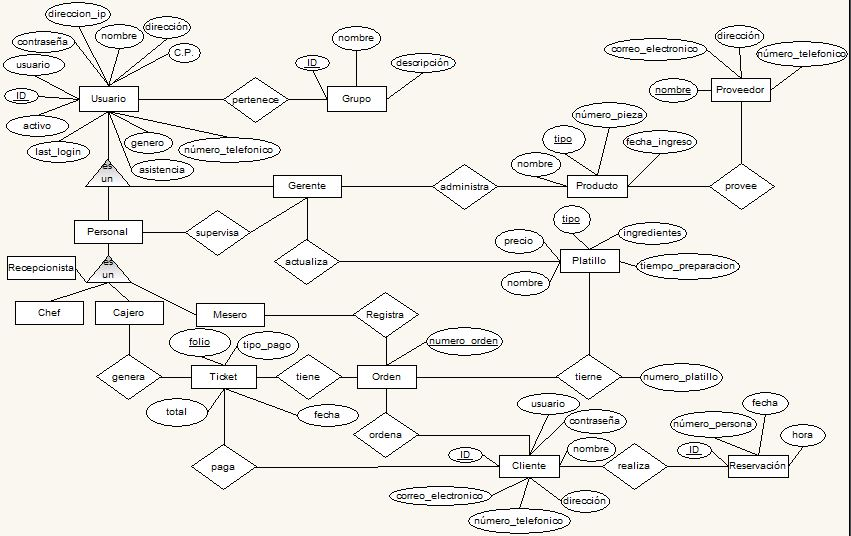 direccion_ip
contraseña
nombre
dirección
C.P.
usuario
ID
Usuario
activo
last_login
genero
asistencia
número_telefonico
pertenece
nombre
ID
descripción
Grupo
correo_electronico
dirección
número_telefonico
nombre
Proveedor
número_pieza
tipo
nombre
fecha_ingreso
es
un
Gerente
administra
Producto
provee
Personal
supervisa
actualiza
tipo
precio
ingredientes
Platillo
tiempo_preparacion
nombre
Recepcionista
es
un
Chef
Cajero
Mesero
Registra
folio
tipo_pago
numero_orden
genera
Ticket
tiene
Orden
tierne
numero_platillo
total
fecha
ordena
usuario
contraseña
nombre
ID
paga
Cliente
realiza
correo_electronico
dirección
número_telefonico
fecha
número_persona
hora
ID
Reservación